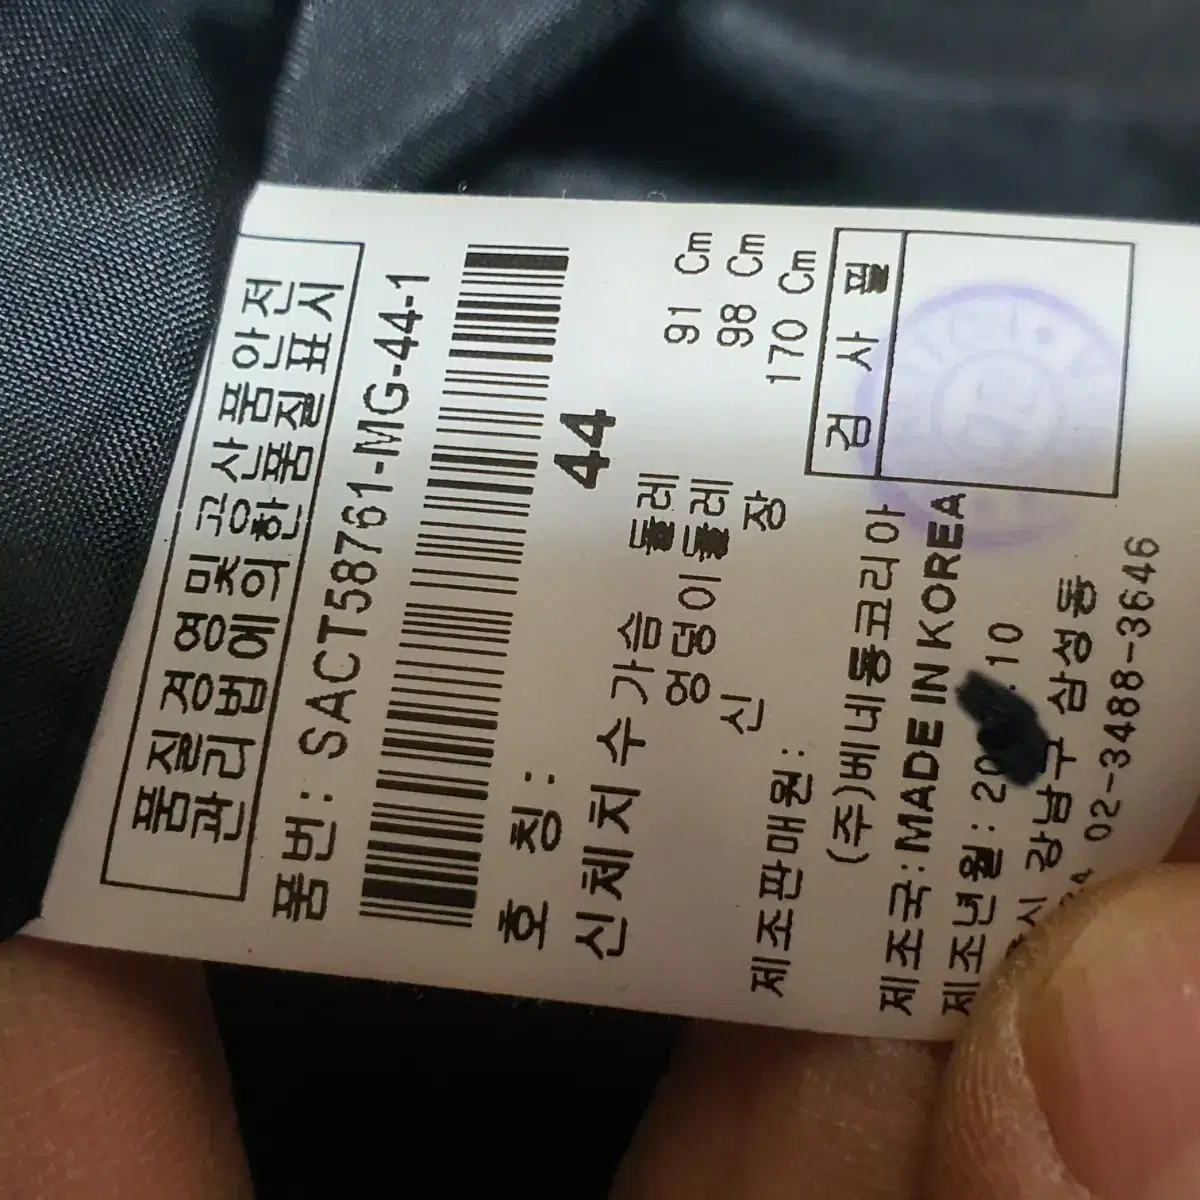 품질경영 및 공산품안전
관리법에 의한 품질표시
품번: SACT58761-MG-44-1
호 칭: 44
신체치수 가슴 둘레 91 Cm
엉덩이둘레 98 Cm
신 장 170 Cm
제조판매원:
(주)베네통코리아
제조국: MADE IN KOREA
제조년월: 20 .10
강남구 삼성동
02-3488-3646
검 사 필